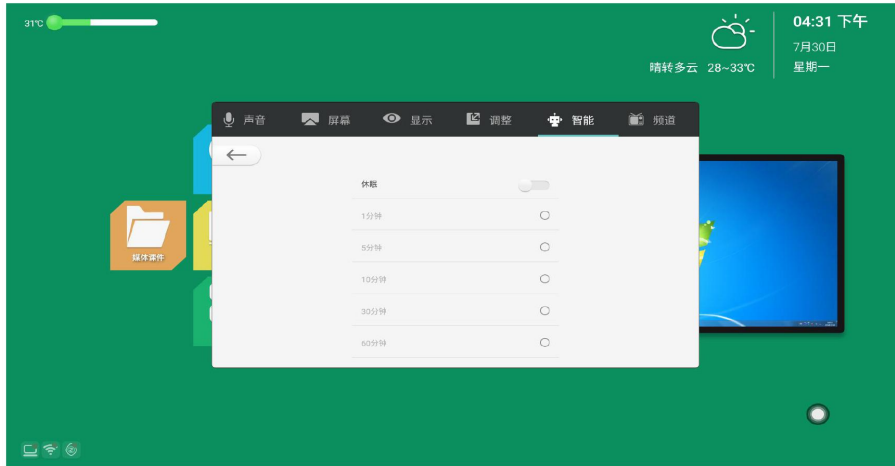 31℃
04:31 下午
7月30日
晴转多云 28~33℃
星期一
声音 屏幕 显示 调整 智能 频道
休眠
1分钟
5分钟
10分钟
30分钟
60分钟
媒体课件